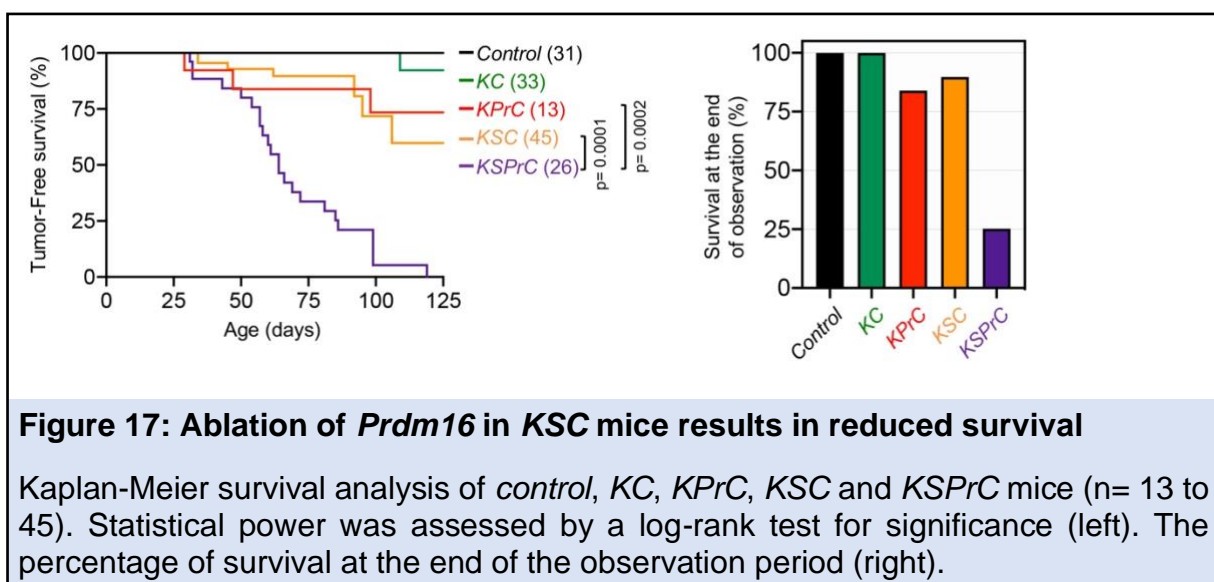 Tumor-Free survival (%)
100
75
50
25
0
0 25 50 75 100 125
Age (days)
Control (31)
KC (33)
KPrC (13)
KSC (45)
KSPrC (26)
p= 0.0001
p= 0.0002
Survival at the end
of observation (%)
100
75
50
25
0
Control
KC
KPrC
KSC
KSPrC
Figure 17: Ablation of Prdm16 in KSC mice results in reduced survival
Kaplan-Meier survival analysis of control, KC, KPrC, KSC and KSPrC mice (n= 13 to
45). Statistical power was assessed by a log-rank test for significance (left). The
percentage of survival at the end of the observation period (right).